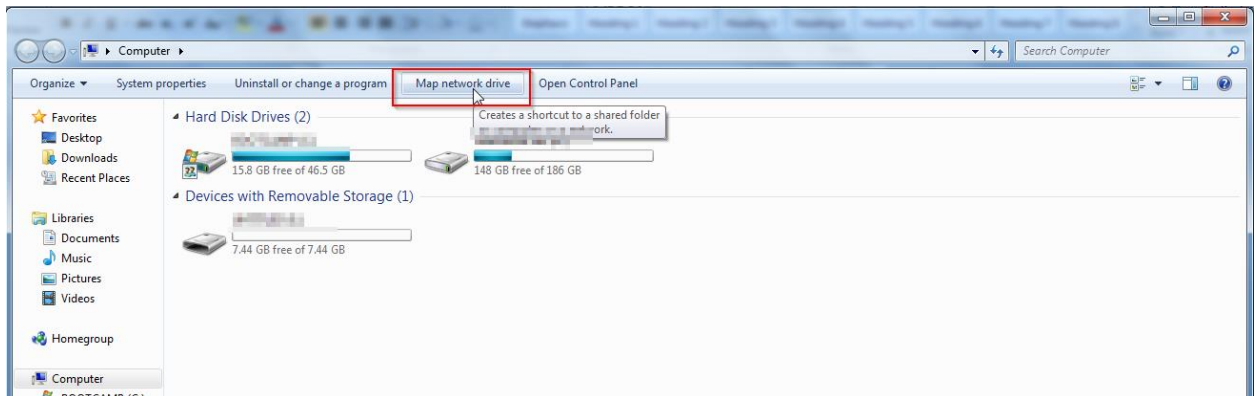 Computer
Search Computer
Organize
System properties
Uninstall or change a program
Map network drive
Open Control Panel
Favorites
Desktop
Downloads
Recent Places
Libraries
Documents
Music
Pictures
Videos
Homegroup
Computer
Hard Disk Drives (2)
15.8 GB free of 46.5 GB
Creates a shortcut to a shared folder
148 GB free of 186 GB
Devices with Removable Storage (1)
7.44 GB free of 7.44 GB